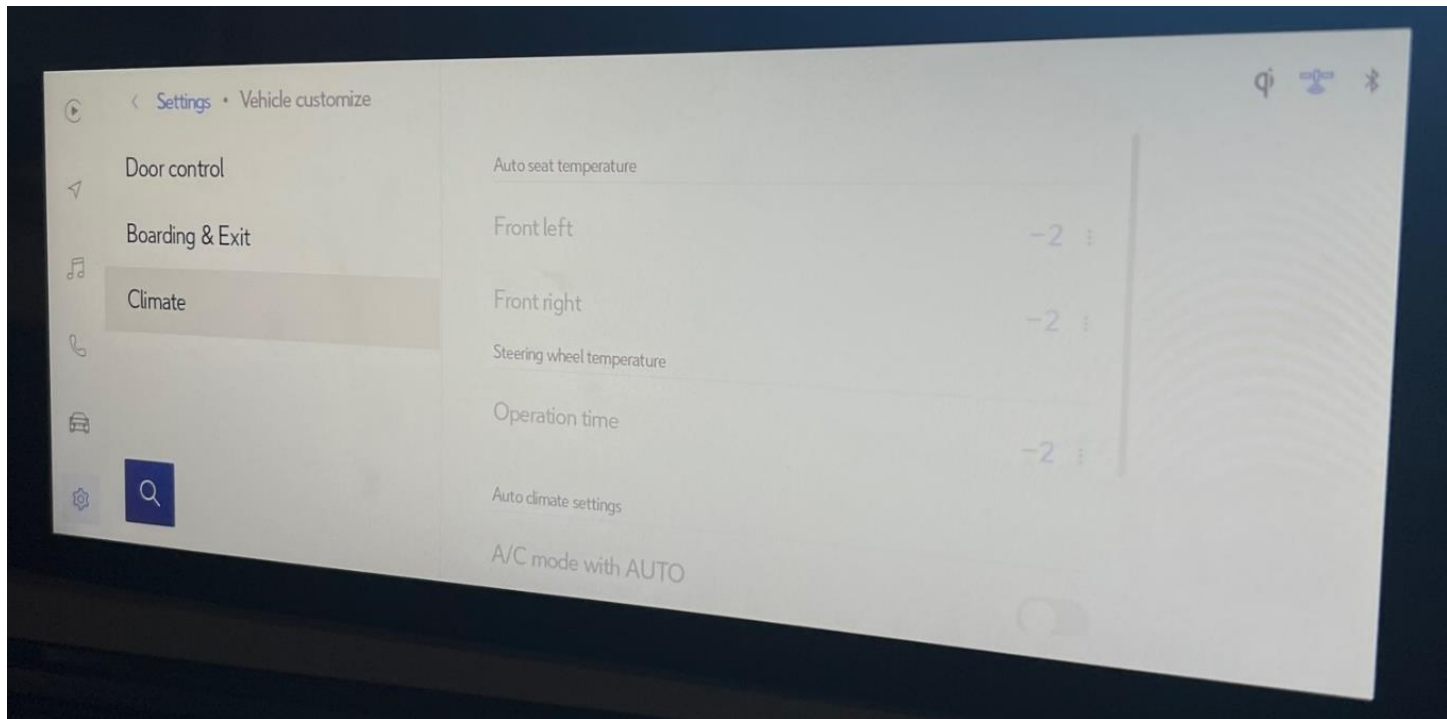 Settings • Vehicle customize
qi
Door control
Boarding & Exit
Climate
Auto seat temperature
Front left
-2
Front right
-2
Steering wheel temperature
Operation time
-2
Auto climate settings
A/C mode with AUTO